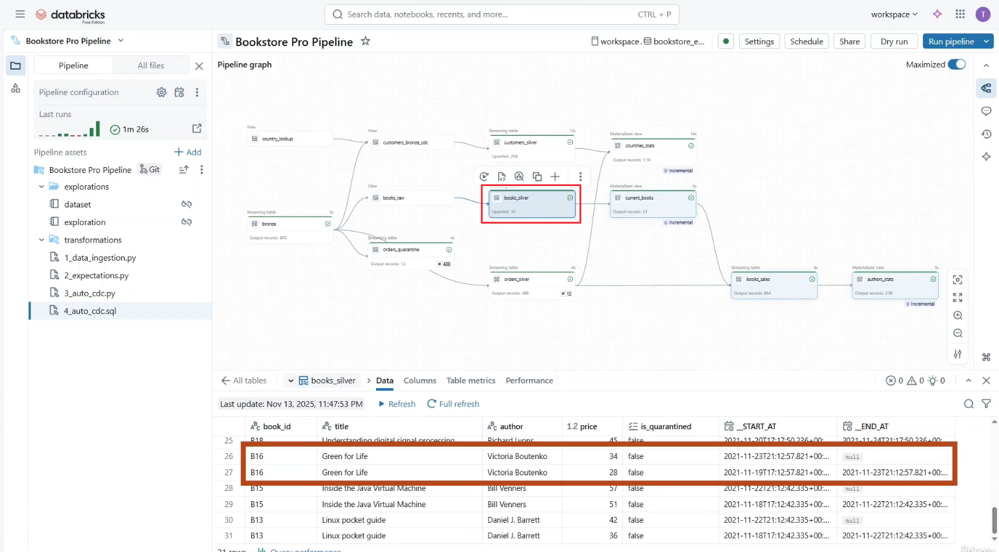 databricks
Free Edition
Search data, notebooks, recents, and more...
CTRL + P
workspace
T
Bookstore Pro Pipeline
Bookstore Pro Pipeline
workspace . bookstore_e...
Settings
Schedule
Share
Dry run
Run pipeline
Pipeline
All files
Pipeline graph
Maximized
Pipeline configuration
Last runs
1m 26s
Pipeline assets
Add
Bookstore Pro Pipeline
Git
explorations
dataset
exploration
transformations
1_data_ingestion.py
2_expectations.py
3_auto_cdc.py
4_auto_cdc.sql
View
country_lookup
View
customers_bronze_cdc
Streaming table 13s
customers_silver
Upserted: 204
Materialized view 14s
countries_stats
Output records: 1.1K
Incremental
View
books_raw
books_silver
Upserted: 10
Materialized view 6s
current_books
Output records: 21
Incremental
Streaming table 5s
bronze
Output records: 805
Streaming table 4s
orders_quarantine
Output records: 12
488
Streaming table 4s
orders_silver
Output records: 488
12
Streaming table 4s
books_sales
Output records: 844
Materialized view 5s
authors_stats
Output records: 2.9K
Incremental
All tables
books_silver
Data
Columns
Table metrics
Performance
0 0 0
Last update: Nov 13, 2025, 11:47:53 PM
Refresh
Full refresh
book_id title author 1.2 price is_quarantined __START_AT __END_AT
25 B18 Understanding digital signal processing Richard Lyons 45 false 2021-11-20T17:17:50.236+00:... 2021-11-24T21:17:50.236+00:...
26 B16 Green for Life Victoria Boutenko 34 false 2021-11-23T21:12:57.821+00:... null
27 B16 Green for Life Victoria Boutenko 28 false 2021-11-19T17:12:57.821+00:... 2021-11-23T21:12:57.821+00:...
28 B15 Inside the Java Virtual Machine Bill Venners 57 false 2021-11-22T21:12:42.335+00:... null
29 B15 Inside the Java Virtual Machine Bill Venners 51 false 2021-11-18T17:12:42.335+00:... 2021-11-22T21:12:42.335+00:...
30 B13 Linux pocket guide Daniel J. Barrett 42 false 2021-11-22T21:12:42.335+00:... null
31 B13 Linux pocket guide Daniel J. Barrett 36 false 2021-11-18T17:12:42.335+00:... 2021-11-22T21:12:42.335+00:...
31 rows
Query performance
ûdemy